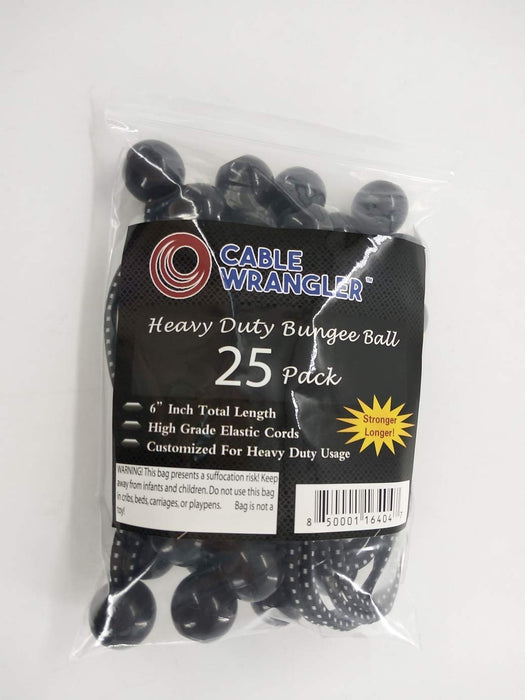 CABLE
WRANGLER™
Heavy Duty Bungee Ball
25 Pack
6” Inch Total Length
High Grade Elastic Cords
Customized For Heavy Duty Usage
Stronger
Longer!
WARNING! This bag presents a suffocation risk! Keep
away from infants and children. Do not use this bag
in cribs, beds, carriages, or playpens. Bag is not a
toy!
8 50001 16404 7